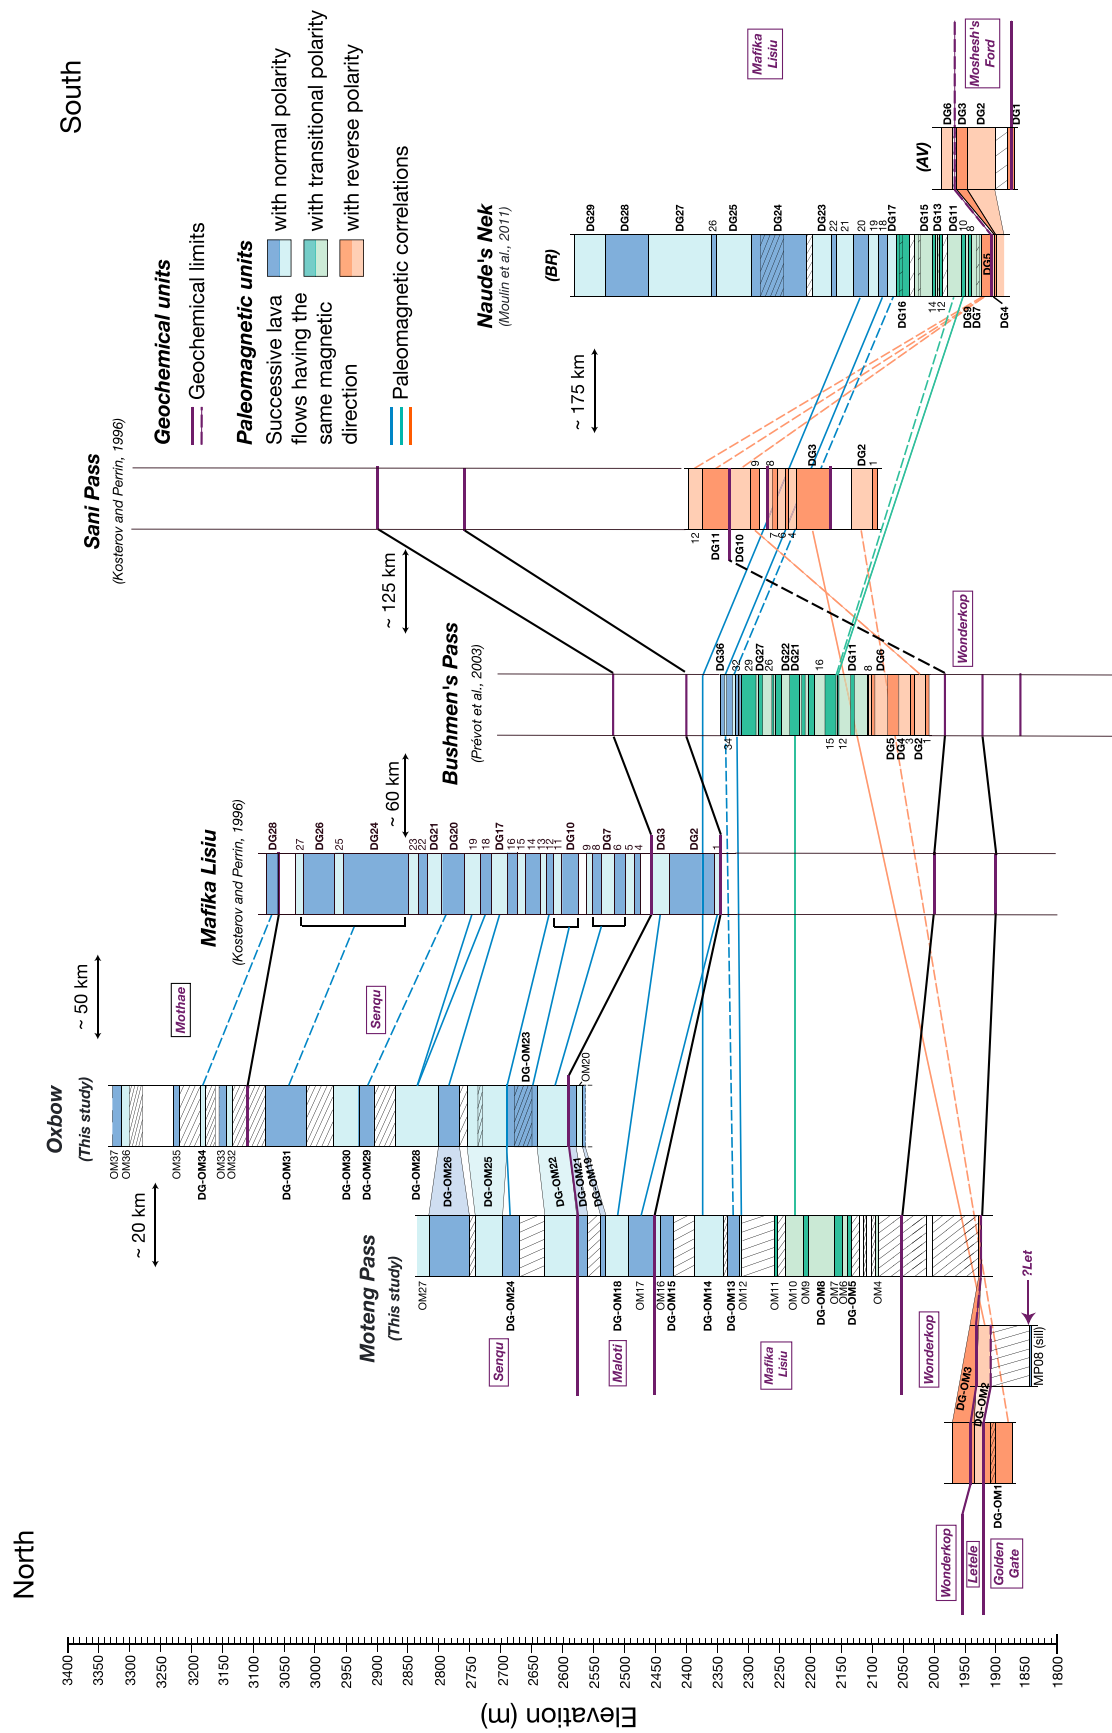 North
South
Elevation (m)
3400
3350
3300
3250
3200
3150
3100
3050
3000
2950
2900
2850
2800
2750
2700
2650
2600
2550
2500
2450
2400
2350
2300
2250
2200
2150
2100
2050
2000
1950
1900
1850
1800
Wonderkop
Letele
Golden
Gate
DG-OM3
DG-OM2
DG-OM1
MP08 (sill)
?Let
Moteng Pass
(This study)
OM27
DG-OM24
DG-OM18
OM17
OM16
DG-OM15
DG-OM14
DG-OM13
OM12
OM11
OM10
OM9
DG-OM8
OM7
OM6
DG-OM5
OM4
Senqu
Maloti
Mafika
Lisiu
Wonderkop
~ 20 km
Oxbow
(This study)
OM37
OM36
OM35
DG-OM34
OM33
OM32
DG-OM31
DG-OM30
DG-OM29
DG-OM28
DG-OM26
DG-OM25
DG-OM23
DG-OM22
DG-OM21
DG-OM19
OM20
~ 50 km
Mothae
Senqu
Mafika Lisiu
(Kosterov and Perrin, 1996)
DG28
27
DG26
25
DG24
23
22
DG21
DG20
19
18
DG17
16
15
14
13
12
11
DG10
9
8
DG7
6
5
4
DG3
DG2
1
~ 60 km
Bushmen's Pass
(Prévot et al., 2003)
DG36
34
32
29
DG27
26
DG22
DG21
16
15
12
DG11
8
DG6
DG5
DG4
3
DG2
1
Wonderkop
~ 125 km
Sani Pass
(Kosterov and Perrin, 1996)
12
DG11
DG10
9
8
7
6
4
DG3
DG2
1
~ 175 km
Naude's Nek
(Moulin et al., 2011)
(BR)
DG29
DG28
DG27
26
DG25
DG24
DG23
22
21
20
19
18
DG17
DG16
DG15
14
DG13
12
DG11
10
DG9
8
DG7
DG5
DG4
(AV)
DG6
DG3
DG2
DG1
Mafika
Lisiu
Moshesh's
Ford
Geochemical units
Geochemical limits
Paleomagnetic units
Successive lava
flows having the
same magnetic
direction
with normal polarity
with transitional polarity
with reverse polarity
Paleomagnetic correlations